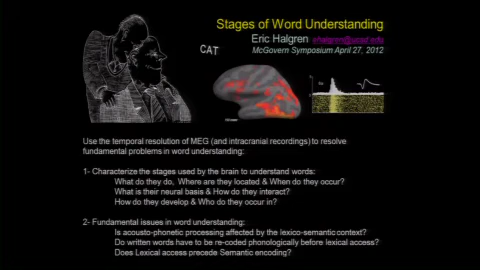 Stages of Word Understanding
Eric Halgren ehalgren@ucsd.edu
McGovern Symposium April 27, 2012
CAT
Use the temporal resolution of MEG (and intracranial recordings) to resolve
fundamental problems in word understanding:
1- Characterize the stages used by the brain to understand words:
What do they do, Where are they located & When do they occur?
What is their neural basis & How do they interact?
How do they develop & Who do they occur in?
2- Fundamental issues in word understanding:
Is acousto-phonetic processing affected by the lexico-semantic context?
Do written words have to be re-coded phonologically before lexical access?
Does Lexical access precede Semantic encoding?